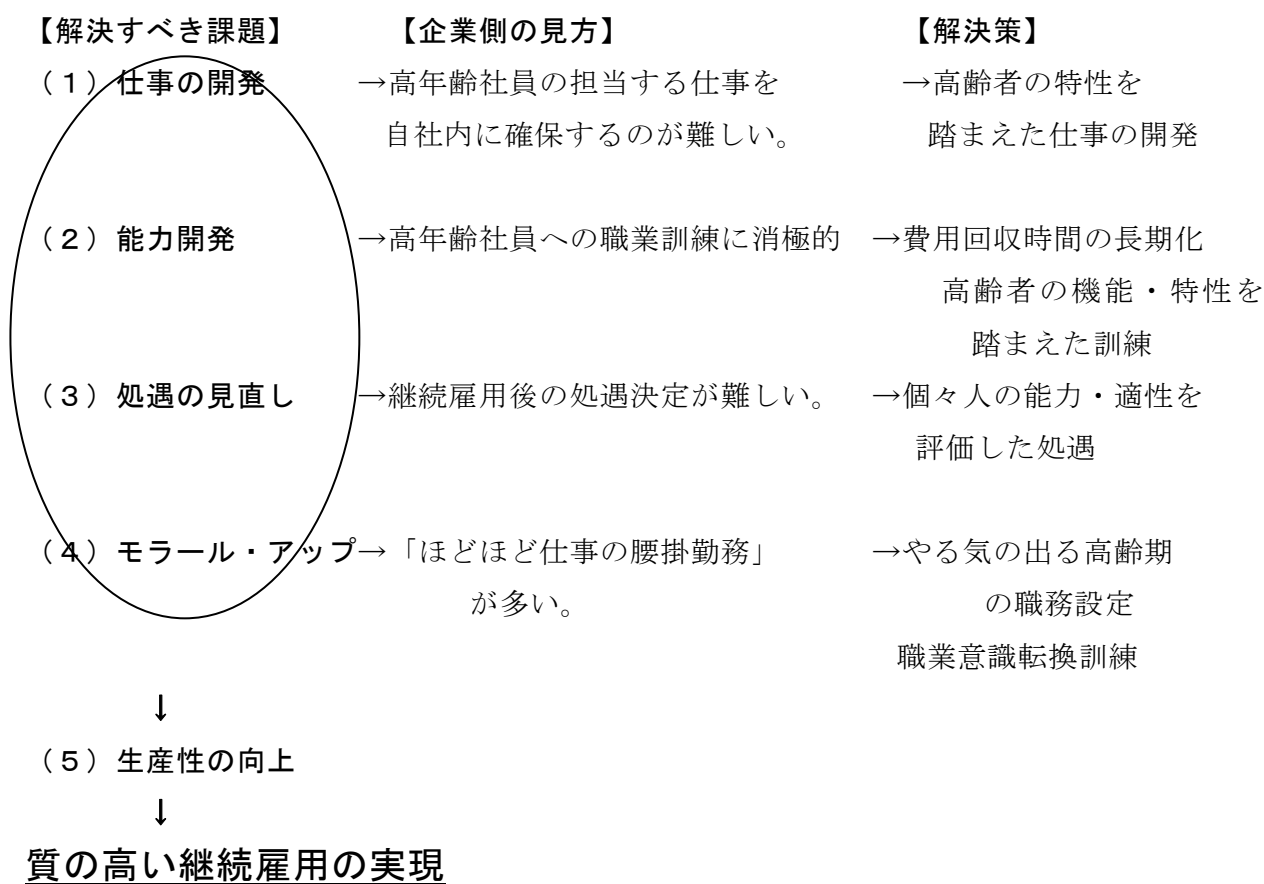 【解決すべき課題】 【企業側の見方】 【解決策】
（１）仕事の開発 →高年齢社員の担当する仕事を →高齢者の特性を
自社内に確保するのが難しい。 踏まえた仕事の開発
（２）能力開発 →高年齢社員への職業訓練に消極的 →費用回収時間の長期化
高齢者の機能・特性を
踏まえた訓練
（３）処遇の見直し →継続雇用後の処遇決定が難しい。 →個々人の能力・適性を
評価した処遇
（４）モラール・アップ→「ほどほど仕事の腰掛勤務」 →やる気の出る高齢期
が多い。 の職務設定
職業意識転換訓練
↓
（５）生産性の向上
↓
質の高い継続雇用の実現